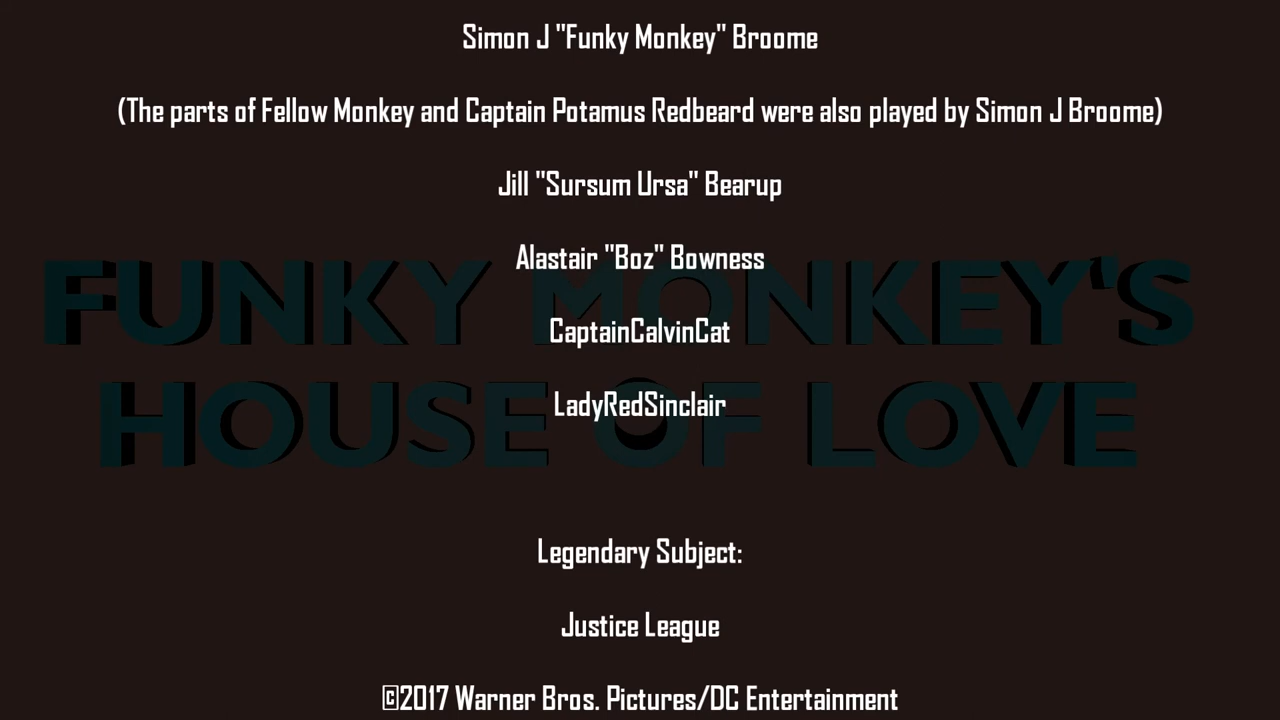 Simon J "Funky Monkey" Broome
(The parts of Fellow Monkey and Captain Potamus Redbeard were also played by Simon J Broome)
Jill "Sursum Ursa" Bearup
Alastair "Boz" Bowness
FUNKY MONKEY'S
CaptainCalvinCat
LadyRedSinclair
HOUSE OF LOVE
Legendary Subject:
Justice League
©2017 Warner Bros. Pictures/DC Entertainment